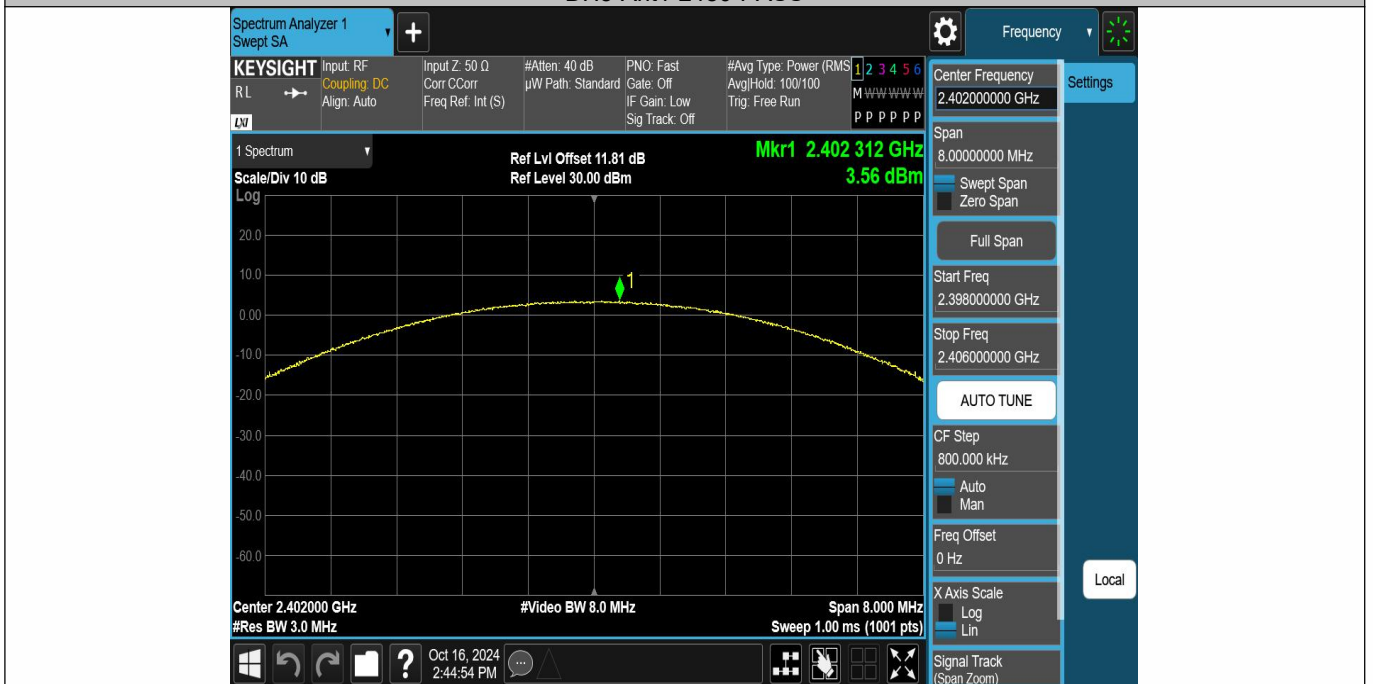 Spectrum Analyzer 1
Swept SA
+
Frequency
KEYSIGHT
RL
LXI
Input: RF
Coupling: DC
Align: Auto
Input Z: 50 Ω
Corr CCorr
Freq Ref: Int (S)
#Atten: 40 dB
µW Path: Standard
PNO: Fast
Gate: Off
IF Gain: Low
Sig Track: Off
#Avg Type: Power (RMS
Avg|Hold: 100/100
Trig: Free Run
1 2 3 4 5 6
M W W W W W
P P P P P P
1 Spectrum
Scale/Div 10 dB
Log
Ref Lvl Offset 11.81 dB
Ref Level 30.00 dBm
Mkr1 2.402 312 GHz
3.56 dBm
20.0
10.0
0.00
-10.0
-20.0
-30.0
-40.0
-50.0
-60.0
1
Center 2.402000 GHz
#Res BW 3.0 MHz
#Video BW 8.0 MHz
Span 8.000 MHz
Sweep 1.00 ms (1001 pts)
Center Frequency
2.402000000 GHz
Settings
Span
8.00000000 MHz
Swept Span
Zero Span
Full Span
Start Freq
2.398000000 GHz
Stop Freq
2.406000000 GHz
AUTO TUNE
CF Step
800.000 kHz
Auto
Man
Freq Offset
0 Hz
X Axis Scale
Log
Lin
Signal Track
(Span Zoom)
Local
?
Oct 16, 2024
2:44:54 PM